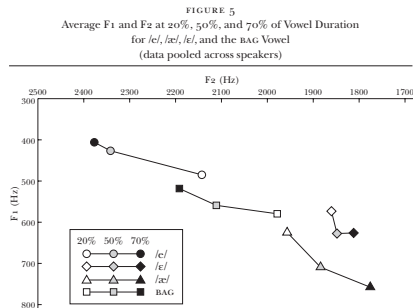 FIGURE 5
Average F1 and F2 at 20%, 50%, and 70% of Vowel Duration
for /e/, /æ/, /ɛ/, and the BAG Vowel
(data pooled across speakers)
F2 (Hz)
2500 2400 2300 2200 2100 2000 1900 1800 1700
300
400
500
600
700
800
F1 (Hz)
20% 50% 70%
/e/
/ɛ/
/æ/
BAG